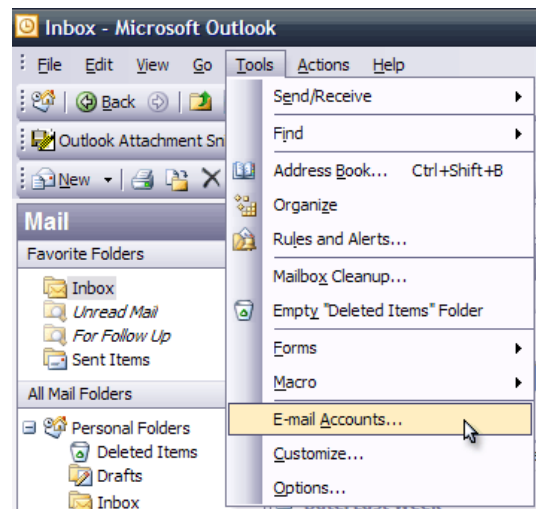 Inbox - Microsoft Outlook
File Edit View Go Tools Actions Help
Back
Outlook Attachment Sn
New
Mail
Favorite Folders
Inbox
Unread Mail
For Follow Up
Sent Items
All Mail Folders
Personal Folders
Deleted Items
Drafts
Inbox
Send/Receive
Find
Address Book... Ctrl+Shift+B
Organize
Rules and Alerts...
Mailbox Cleanup...
Empty "Deleted Items" Folder
Forms
Macro
E-mail Accounts...
Customize...
Options...